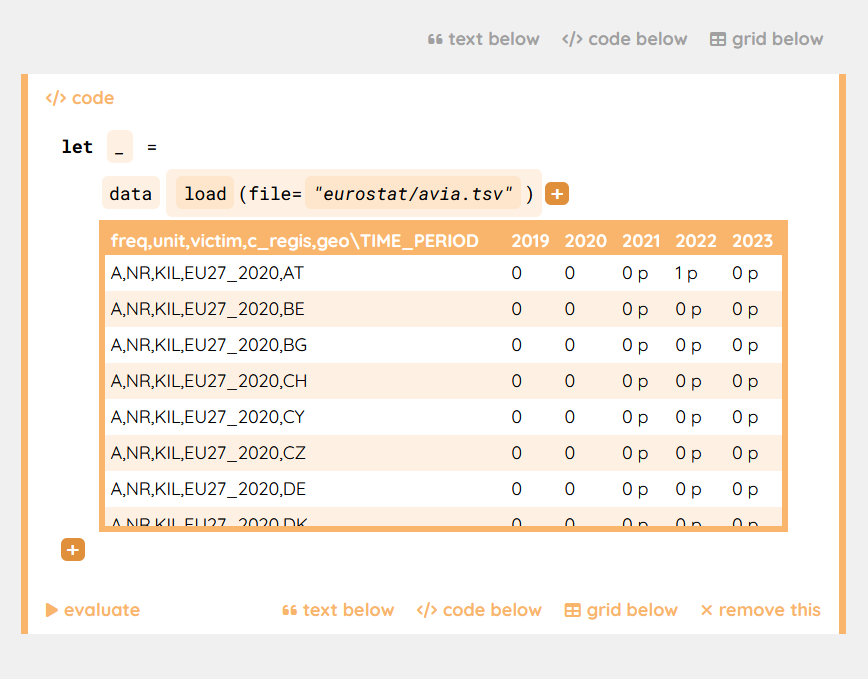 text below code below grid below
code
let _ =
data load (file= "eurostat/avia.tsv" ) +
freq,unit,victim,c_regis,geo\TIME_PERIOD 2019 2020 2021 2022 2023
A,NR,KIL,EU27_2020,AT 0 0 0 p 1 p 0 p
A,NR,KIL,EU27_2020,BE 0 0 0 p 0 p 0 p
A,NR,KIL,EU27_2020,BG 0 0 0 p 0 p 0 p
A,NR,KIL,EU27_2020,CH 0 0 0 p 0 p 0 p
A,NR,KIL,EU27_2020,CY 0 0 0 p 0 p 0 p
A,NR,KIL,EU27_2020,CZ 0 0 0 p 0 p 0 p
A,NR,KIL,EU27_2020,DE 0 0 0 p 0 p 0 p
A,NR,KIL,EU27_2020,DK 0 0 0 p 0 p 0 p
+
evaluate text below code below grid below remove this